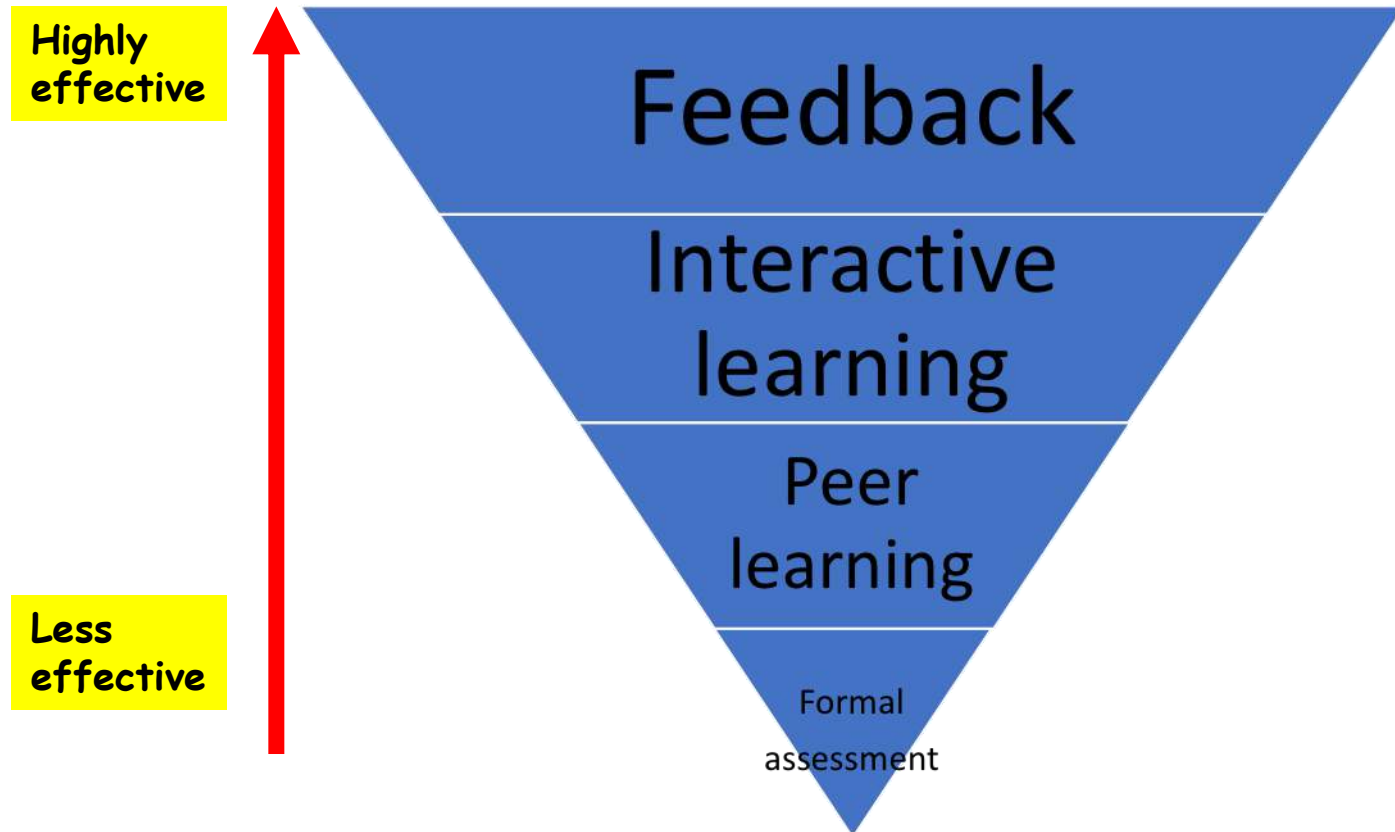 Highly
effective
Feedback
Interactive
learning
Peer
learning
Less
effective
Formal
assessment